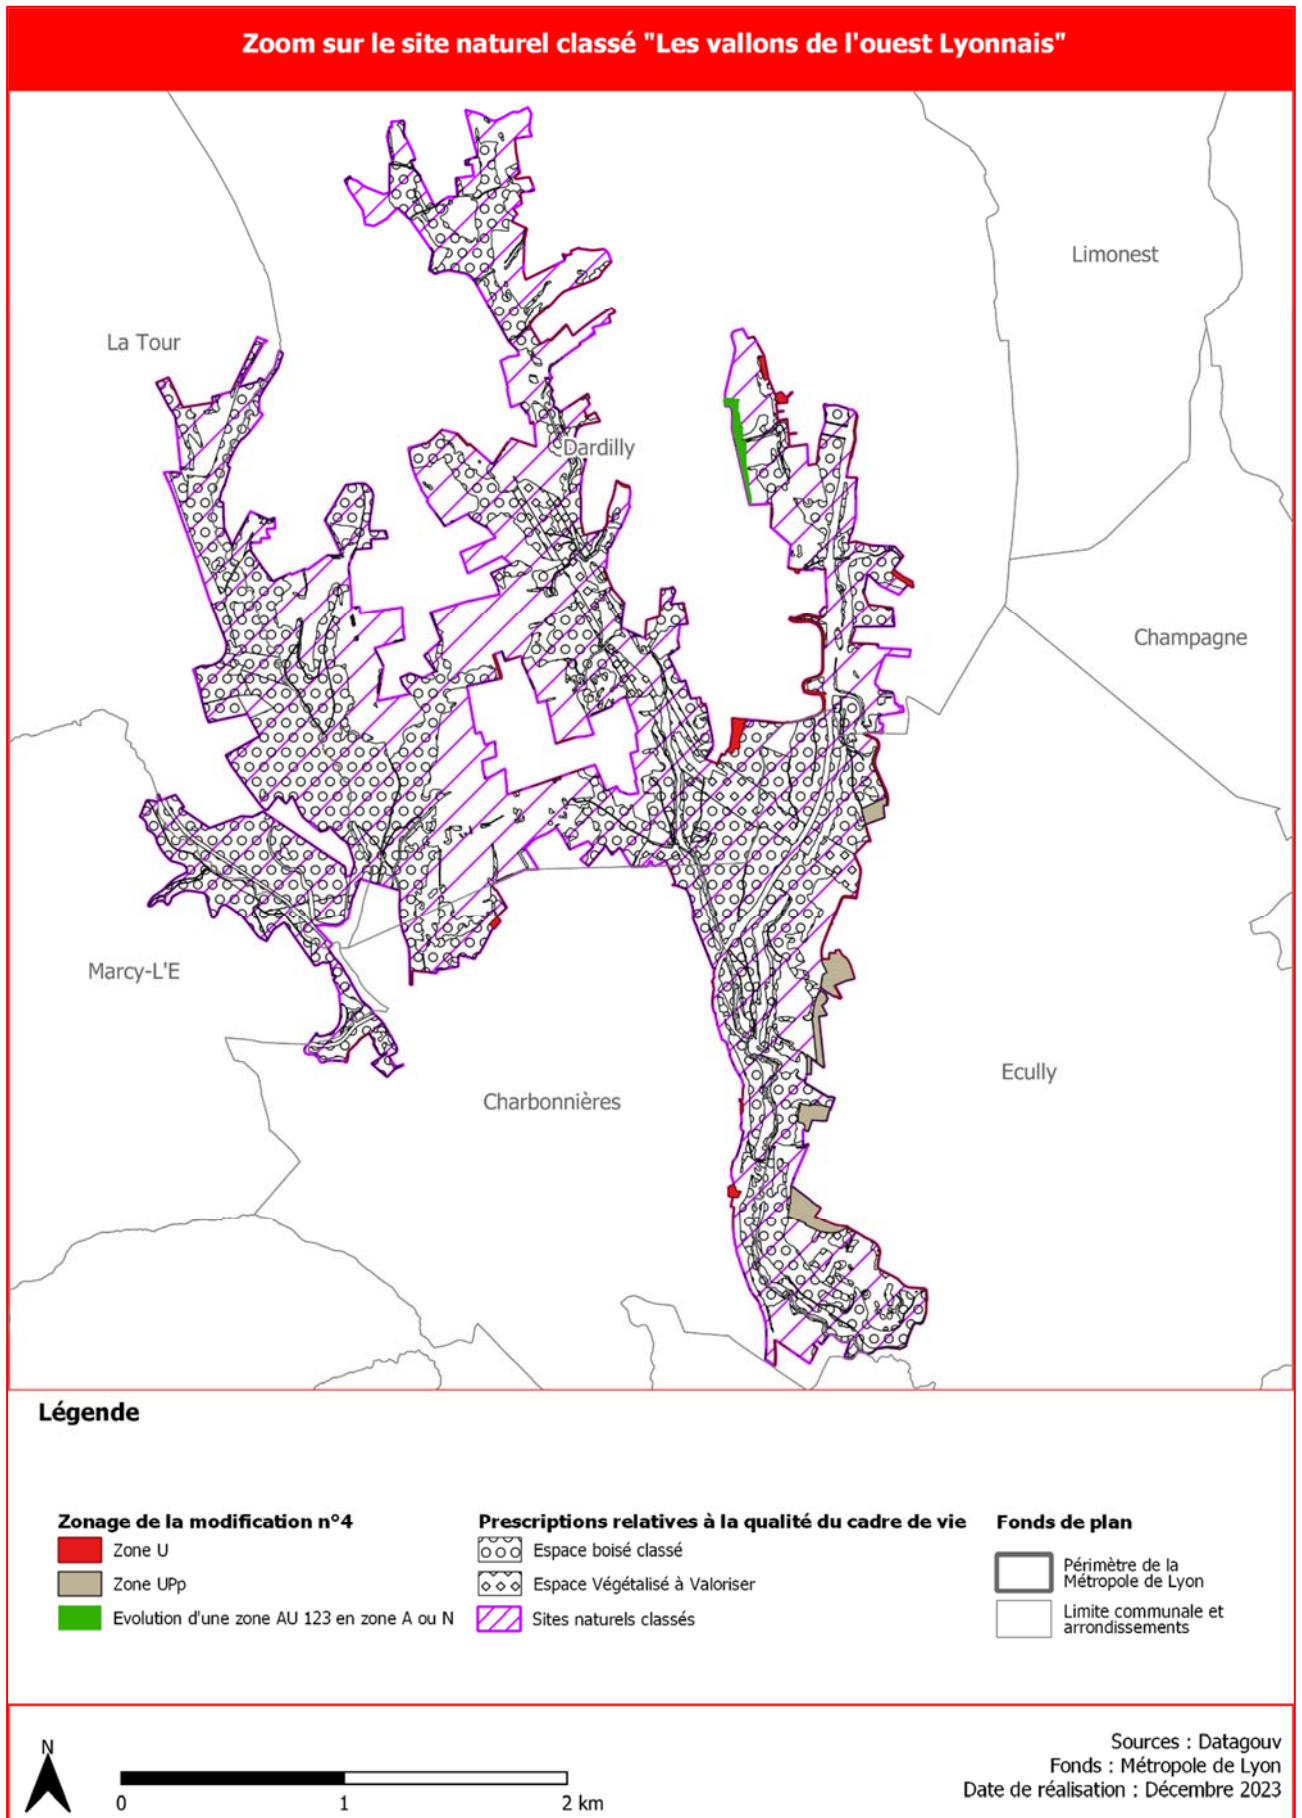 Zoom sur le site naturel classé "Les vallons de l'ouest Lyonnais"
Limonest
La Tour
Dardilly
Champagne
Marcy-L'E
Ecully
Charbonnières
Légende
Zonage de la modification n°4
Zone U
Zone UPp
Evolution d'une zone AU 123 en zone A ou N
Prescriptions relatives à la qualité du cadre de vie
Espace boisé classé
Espace Végétalisé à Valoriser
Sites naturels classés
Fonds de plan
Périmètre de la
Métropole de Lyon
Limite communale et
arrondissements
N
0 1 2 km
Sources : Datagouv
Fonds : Métropole de Lyon
Date de réalisation : Décembre 2023